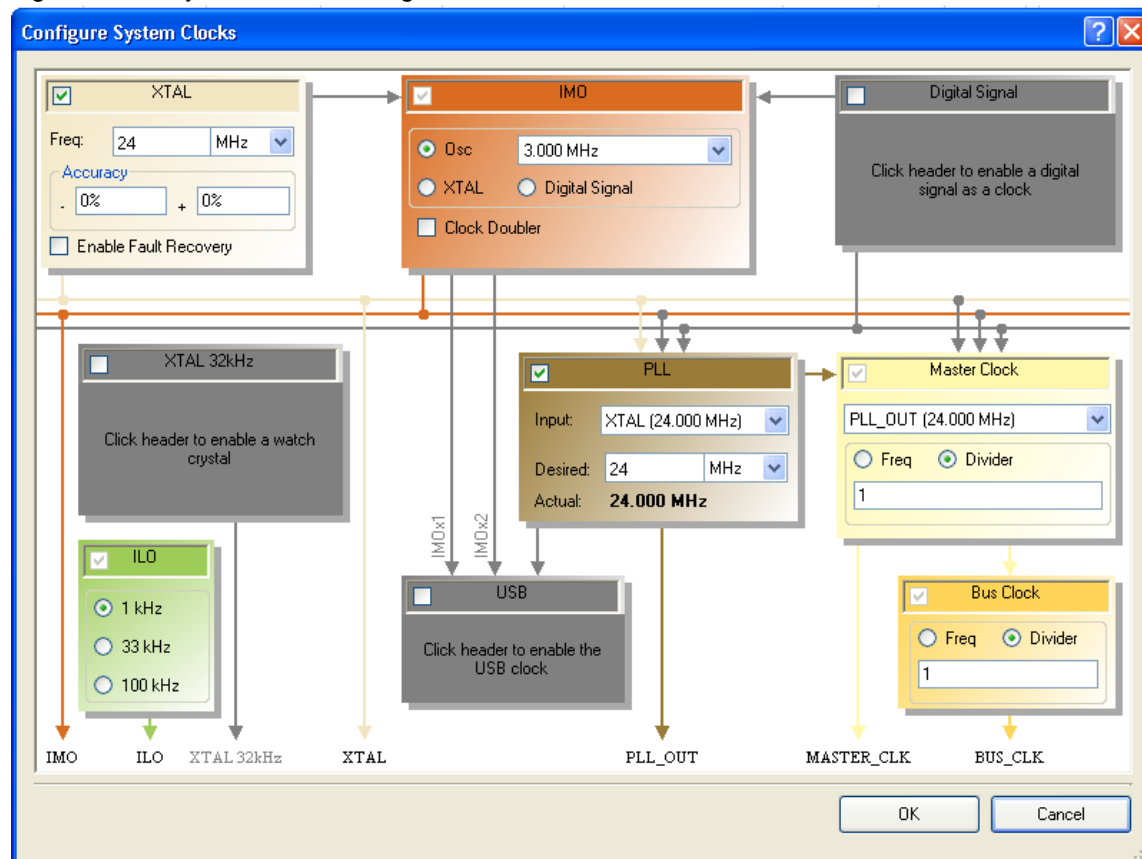 Configure System Clocks
XTAL
Freq: 24 MHz
Accuracy
- 0% + 0%
Enable Fault Recovery
IMO
Osc 3.000 MHz
XTAL Digital Signal
Clock Doubler
Digital Signal
Click header to enable a digital
signal as a clock
XTAL 32kHz
Click header to enable a watch
crystal
PLL
Input: XTAL (24.000 MHz)
Desired: 24 MHz
Actual: 24.000 MHz
Master Clock
PLL_OUT (24.000 MHz)
Freq Divider
1
IMOx1
IMOx2
ILO
1 kHz
33 kHz
100 kHz
USB
Click header to enable the
USB clock
Bus Clock
Freq Divider
1
IMO ILO XTAL 32kHz XTAL PLL_OUT MASTER_CLK BUS_CLK
OK Cancel